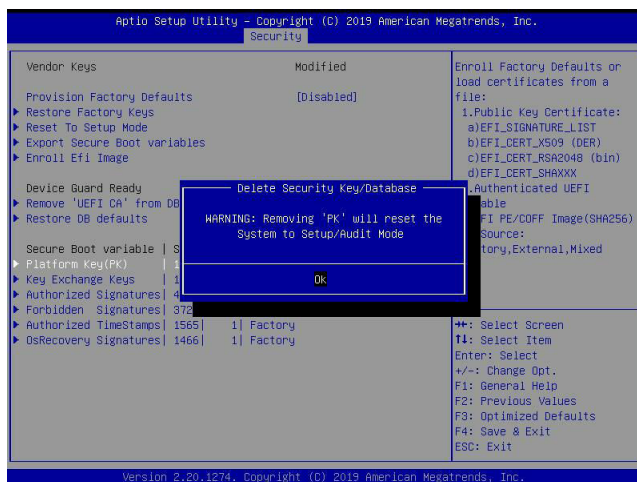 Aptio Setup Utility – Copyright (C) 2019 American Megatrends, Inc.
Security
Vendor Keys Modified
Provision Factory Defaults [Disabled]
Restore Factory Keys
Reset To Setup Mode
Export Secure Boot variables
Enroll Efi Image
Device Guard Ready
Remove 'UEFI CA' from DB
Restore DB defaults
Secure Boot variable | S
Platform Key(PK) |
Key Exchange Keys |
Authorized Signatures| 4
Forbidden Signatures| 372
Authorized TimeStamps| 1565| 1| Factory
OsRecovery Signatures| 1466| 1| Factory
Delete Security Key/Database
WARNING: Removing 'PK' will reset the
System to Setup/Audit Mode
Ok
Enroll Factory Defaults or
load certificates from a
file:
1.Public Key Certificate:
a)EFI_SIGNATURE_LIST
b)EFI_CERT_X509 (DER)
c)EFI_CERT_RSA2048 (bin)
d)EFI_CERT_SHAXXX
.Authenticated UEFI
able
FI PE/COFF Image(SHA256)
Source:
tory,External,Mixed
↔: Select Screen
↑↓: Select Item
Enter: Select
+/-: Change Opt.
F1: General Help
F2: Previous Values
F3: Optimized Defaults
F4: Save & Exit
ESC: Exit
Version 2.20.1274. Copyright (C) 2019 American Megatrends, Inc.